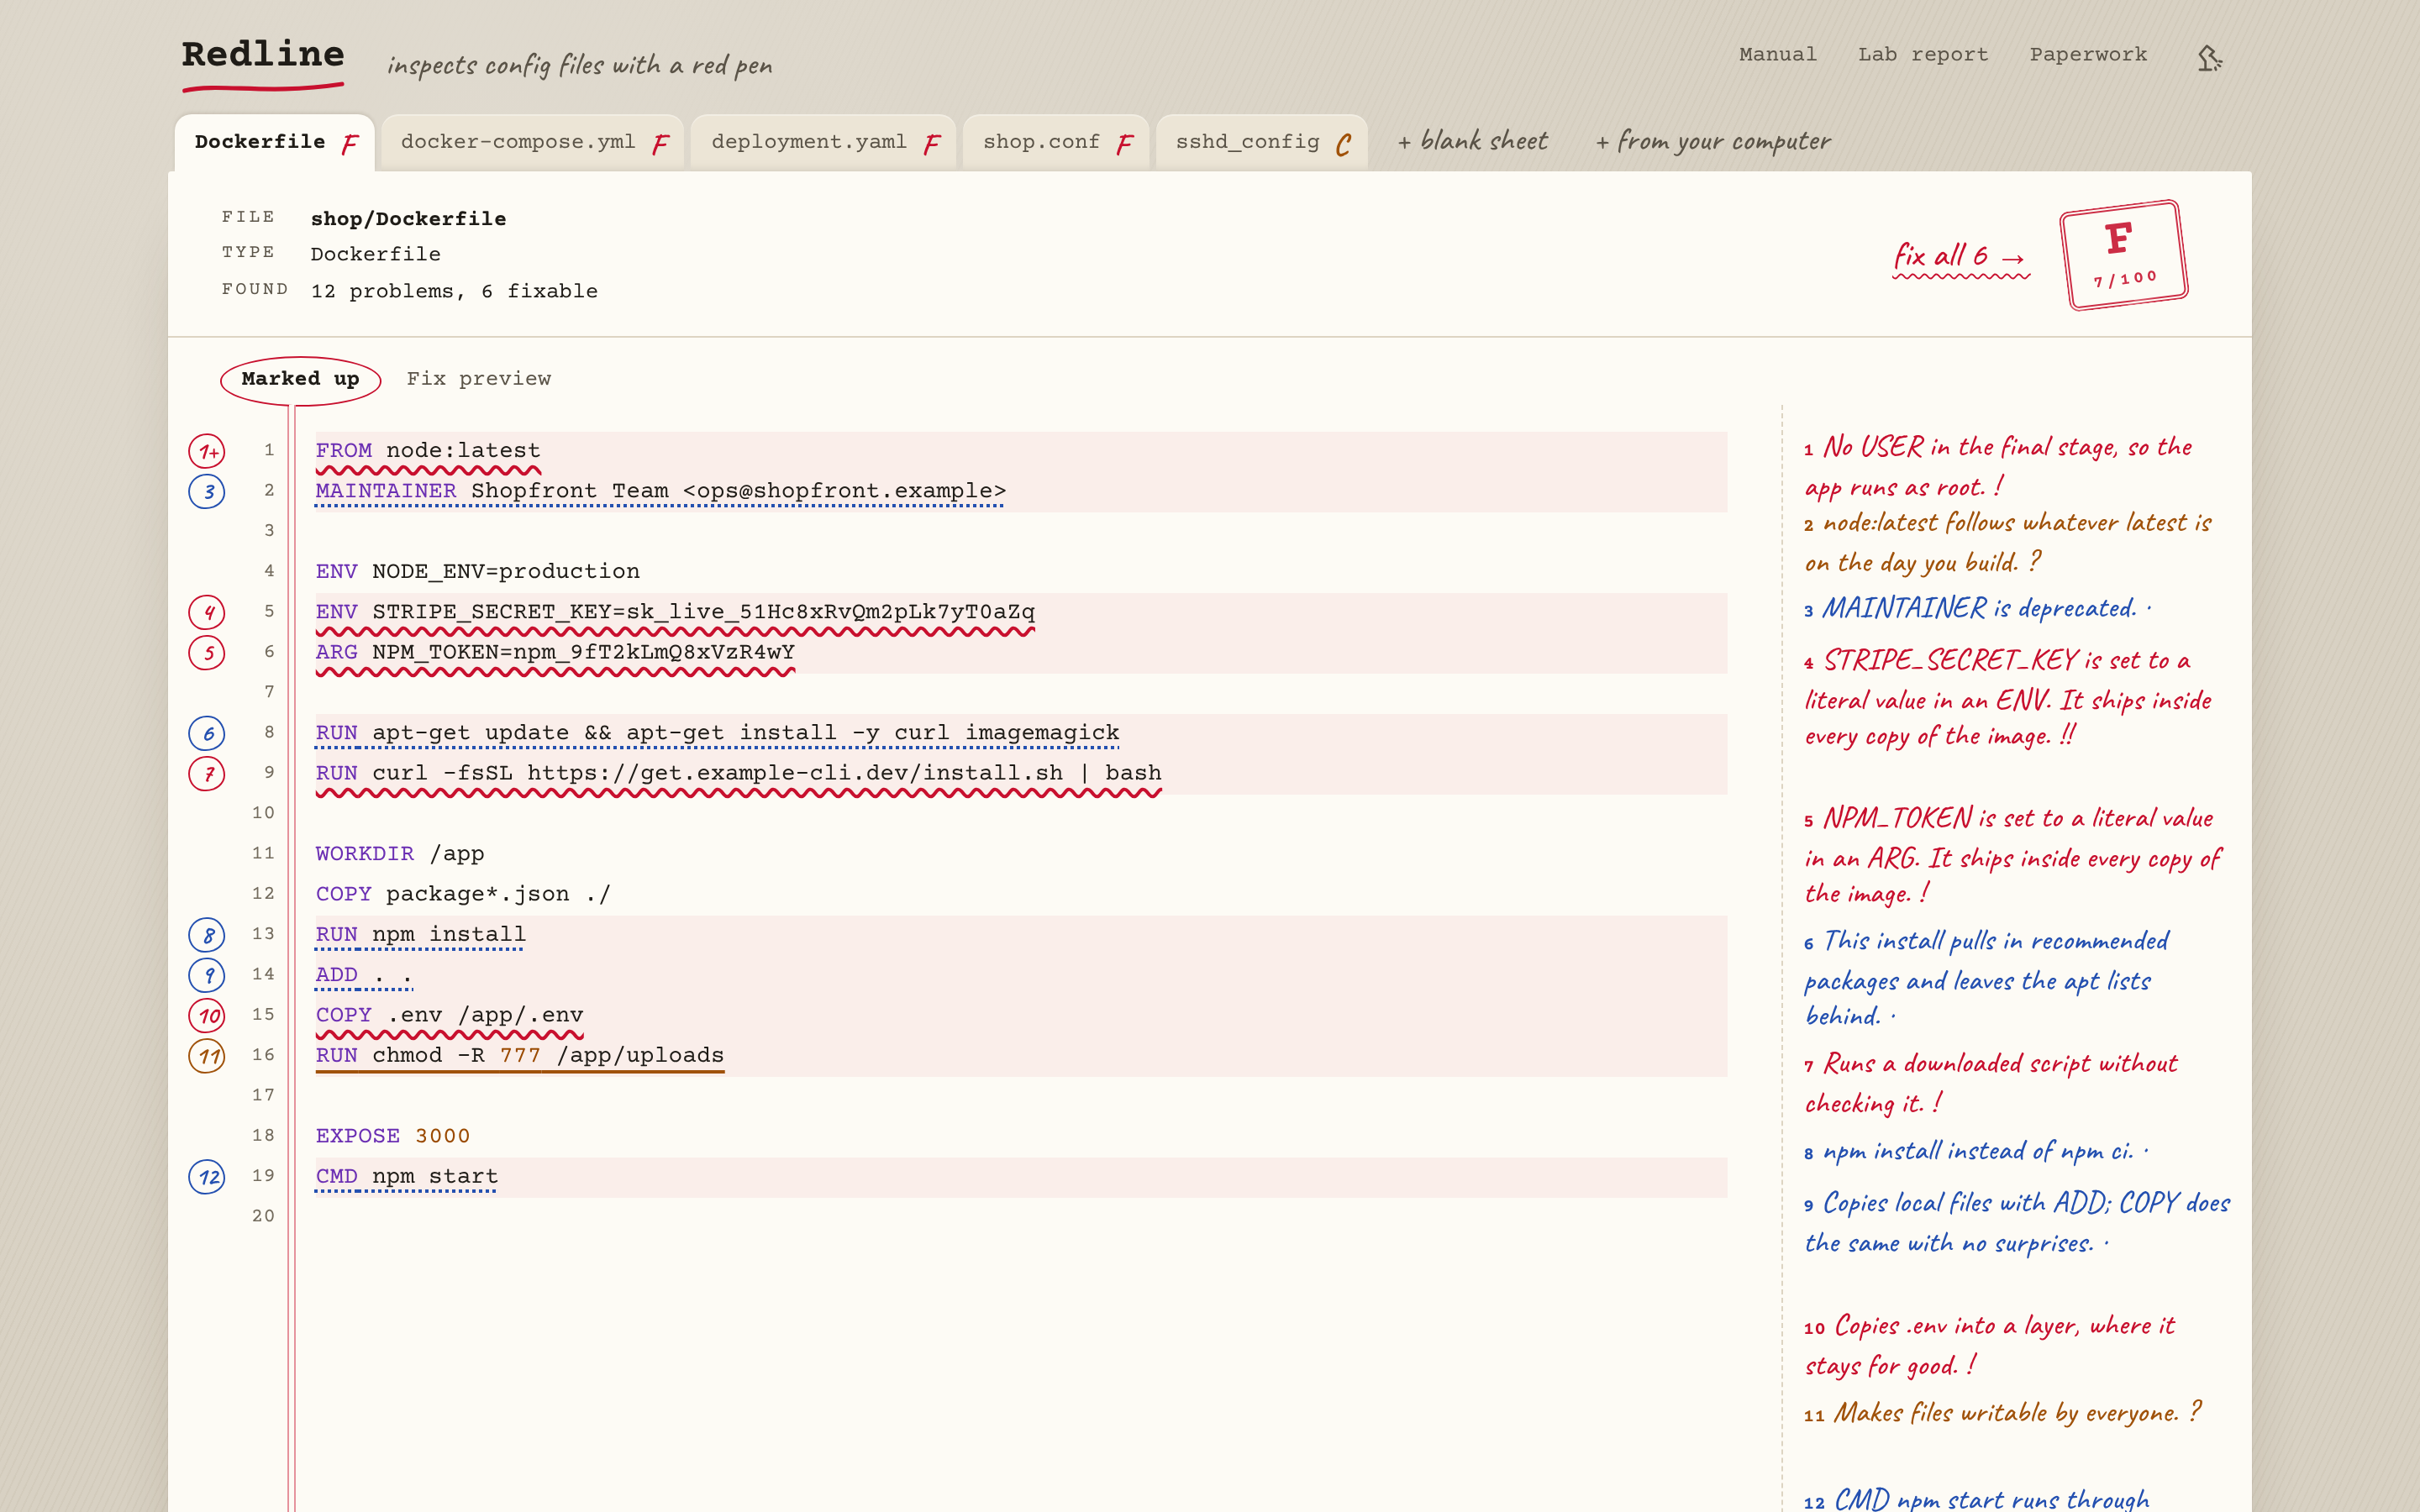 Redline
inspects config files with a red pen
Manual Lab report Paperwork
Dockerfile F docker-compose.yml F deployment.yaml F shop.conf F sshd_config C + blank sheet + from your computer
FILE shop/Dockerfile
TYPE Dockerfile
FOUND 12 problems, 6 fixable
fix all 6 →
F
7/100
Marked up Fix preview
1+ 1 FROM node:latest
3 2 MAINTAINER Shopfront Team <ops@shopfront.example>
3
4 ENV NODE_ENV=production
4 5 ENV STRIPE_SECRET_KEY=sk_live_51Hc8xRvQm2pLk7yT0aZq
5 6 ARG NPM_TOKEN=npm_9fT2kLmQ8xVzR4wY
7
6 8 RUN apt-get update && apt-get install -y curl imagemagick
7 9 RUN curl -fsSL https://get.example-cli.dev/install.sh | bash
10
11 WORKDIR /app
12 COPY package*.json ./
8 13 RUN npm install
9 14 ADD . .
10 15 COPY .env /app/.env
11 16 RUN chmod -R 777 /app/uploads
17
18 EXPOSE 3000
12 19 CMD npm start
20
1 No USER in the final stage, so the
app runs as root. !
2 node:latest follows whatever latest is
on the day you build. ?
3 MAINTAINER is deprecated. ·
4 STRIPE_SECRET_KEY is set to a
literal value in an ENV. It ships inside
every copy of the image. !!
5 NPM_TOKEN is set to a literal value
in an ARG. It ships inside every copy of
the image. !
6 This install pulls in recommended
packages and leaves the apt lists
behind. ·
7 Runs a downloaded script without
checking it. !
8 npm install instead of npm ci. ·
9 Copies local files with ADD; COPY does
the same with no surprises. ·
10 Copies .env into a layer, where it
stays for good. !
11 Makes files writable by everyone. ?
12 CMD npm start runs through